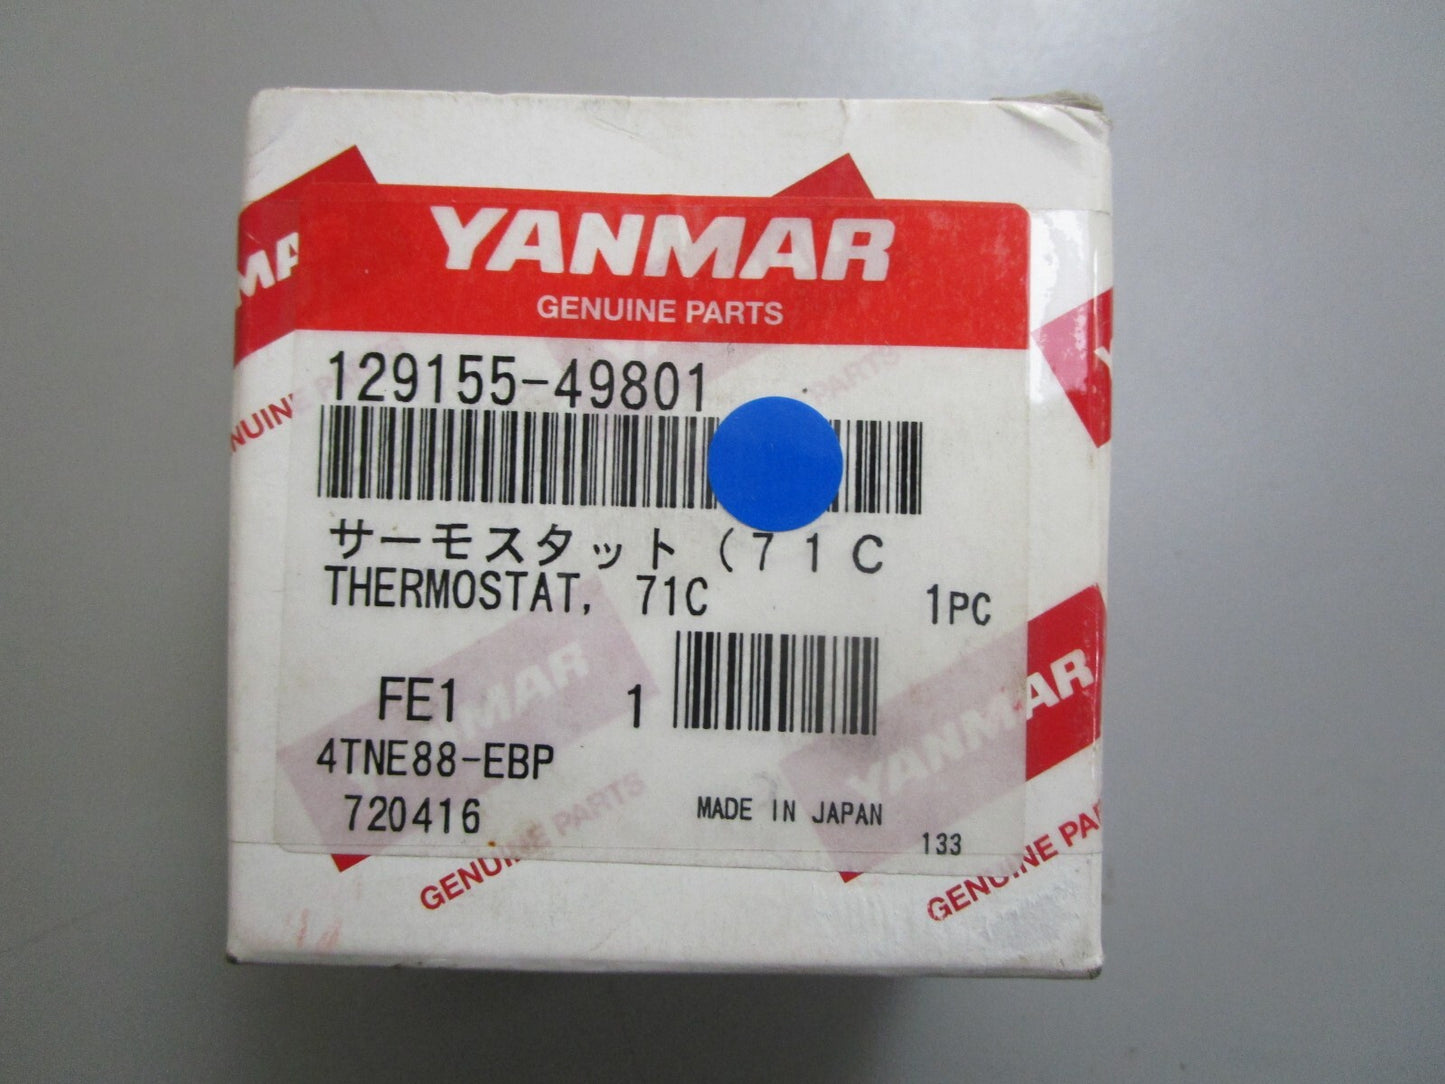 YANMAR
GENUINE PARTS
129155-49801
サーモスタット（７１Ｃ
THERMOSTAT, 71C
1PC
FE1 1
4TNE88-EBP
720416
MADE IN JAPAN
133
YANMAR
GENUINE PARTS
YANMAR
GENUINE PARTS